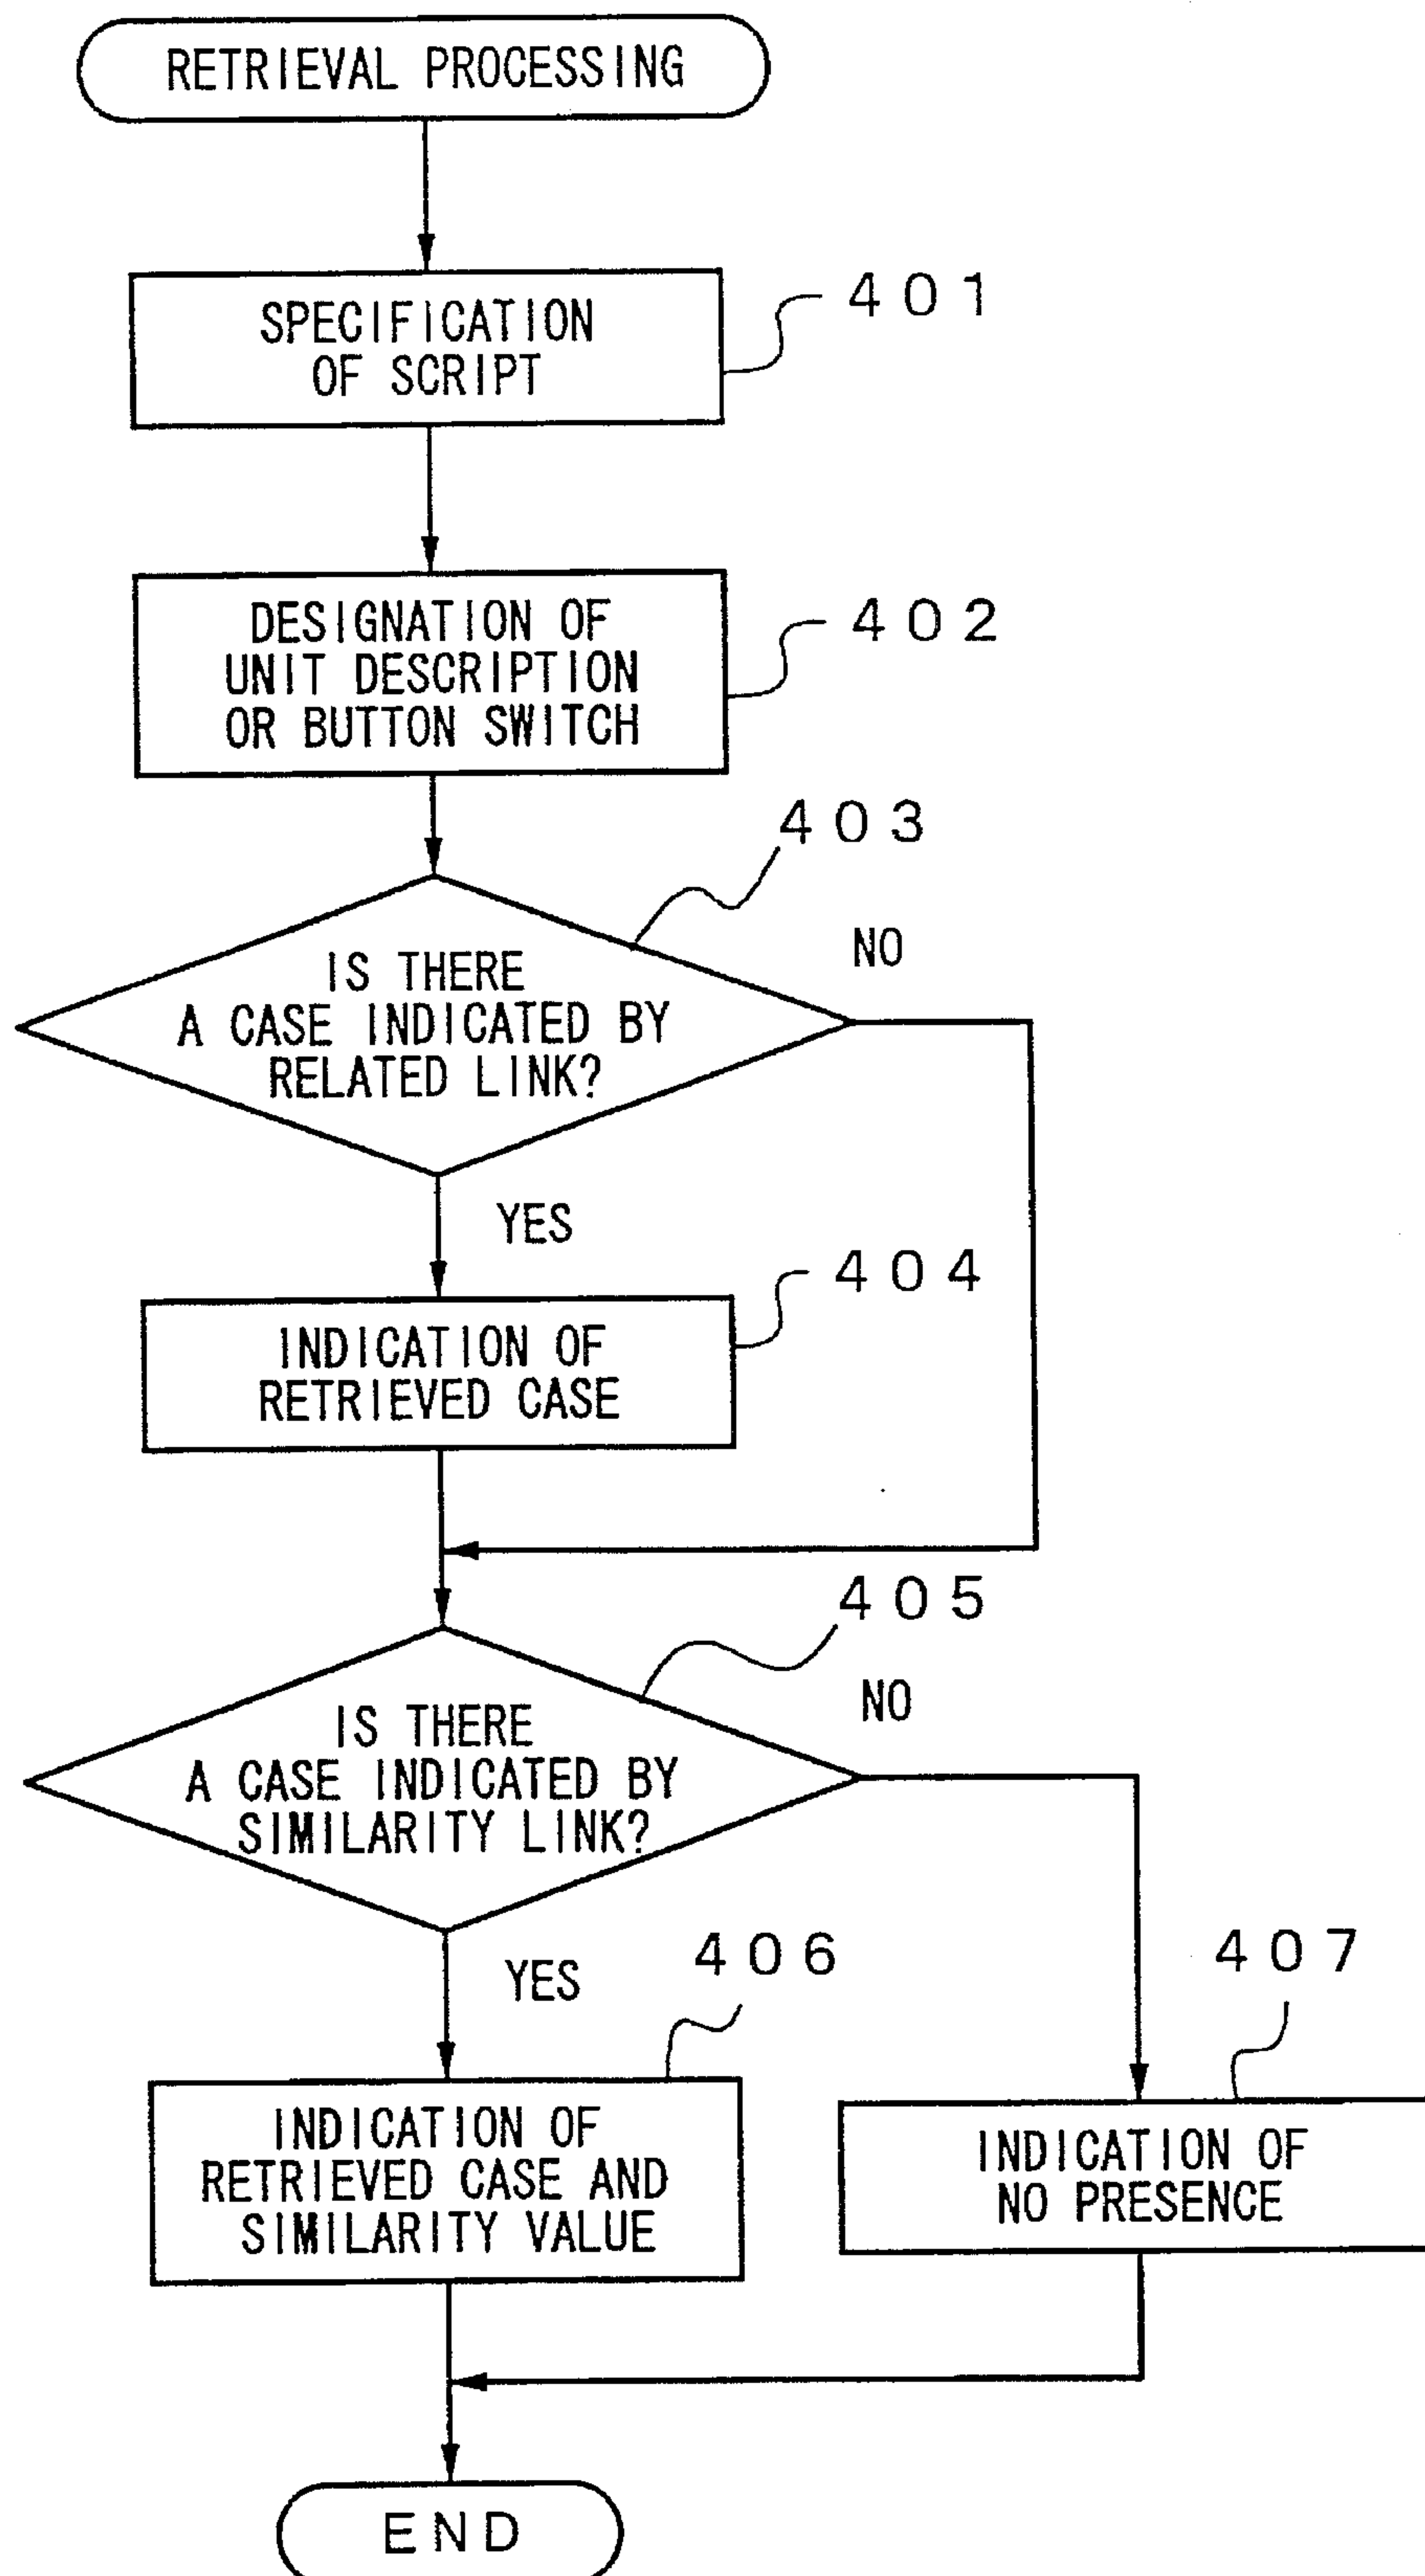 RETRIEVAL PROCESSING
SPECIFICATION
OF SCRIPT
401
DESIGNATION OF
UNIT DESCRIPTION
OR BUTTON SWITCH
402
403
IS THERE
A CASE INDICATED BY
RELATED LINK?
NO
YES
404
INDICATION OF
RETRIEVED CASE
405
IS THERE
A CASE INDICATED BY
SIMILARITY LINK?
NO
YES
406
407
INDICATION OF
RETRIEVED CASE AND
SIMILARITY VALUE
INDICATION OF
NO PRESENCE
END